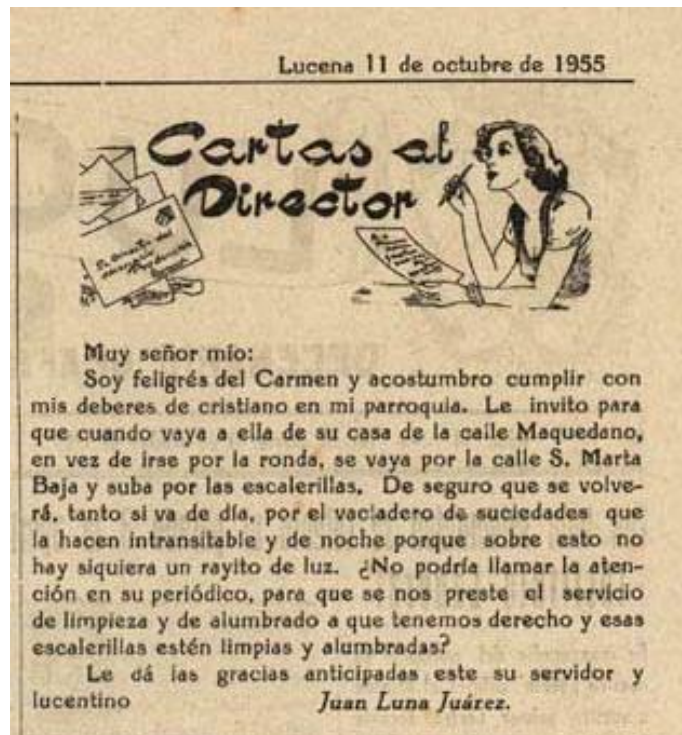 Lucena 11 de octubre de 1955
Cartas al
Director
Muy señor mío:
Soy feligrés del Carmen y acostumbro cumplir con
mis deberes de cristiano en mi parroquia. Le invito para
que cuando vaya a ella de su casa de la calle Maquedano,
en vez de irse por la ronda, se vaya por la calle S. Marta
Baja y suba por las escalerillas. De seguro que se volve-
rá, tanto si va de día, por el vaciadero de suciedades que
la hacen intransitable y de noche porque sobre esto no
hay siquiera un rayito de luz. ¿No podría llamar la aten-
ción en su periódico, para que se nos preste el servicio
de limpieza y de alumbrado a que tenemos derecho y esas
escalerillas estén limpias y alumbradas?
Le dá las gracias anticipadas este su servidor y
lucentino Juan Luna Juárez.